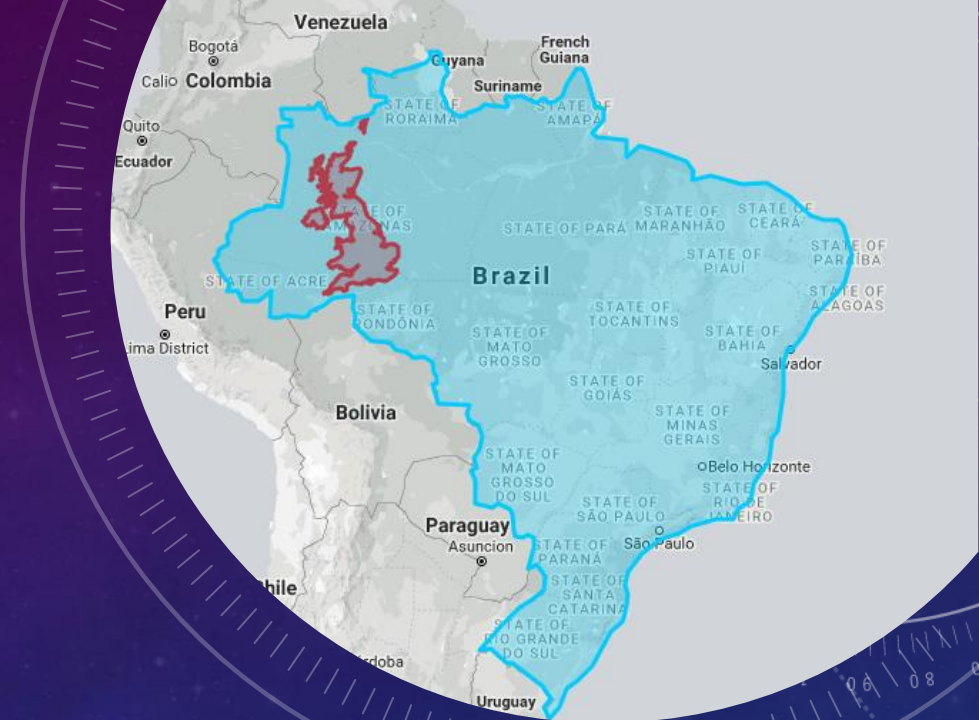 Venezuela
Bogotá
Guyana
French
Guiana
Cali
Colombia
Suriname
STATE OF
RORAIMA
STATE OF
AMAPÁ
Quito
Ecuador
STATE OF
AMAZONAS
STATE OF PARÁ
STATE OF
MARANHÃO
STATE OF
CEARÁ
STATE OF
PARAÍBA
STATE OF
PIAUÍ
Brazil
STATE OF ACRE
STATE OF
ALAGOAS
Peru
STATE OF
RONDÔNIA
STATE OF
TOCANTINS
Lima District
STATE OF
MATO
GROSSO
STATE OF
BAHIA
Salvador
STATE OF
GOIÁS
Bolivia
STATE OF
MINAS
GERAIS
STATE OF
MATO
GROSSO
DO SUL
Belo Horizonte
STATE OF
RIO DE
JANEIRO
STATE OF
SÃO PAULO
Paraguay
Asuncion
São Paulo
STATE OF
PARANÁ
STATE OF
SANTA
CATARINA
Chile
STATE OF
RIO GRANDE
DO SUL
rdoba
Uruguay
06
08